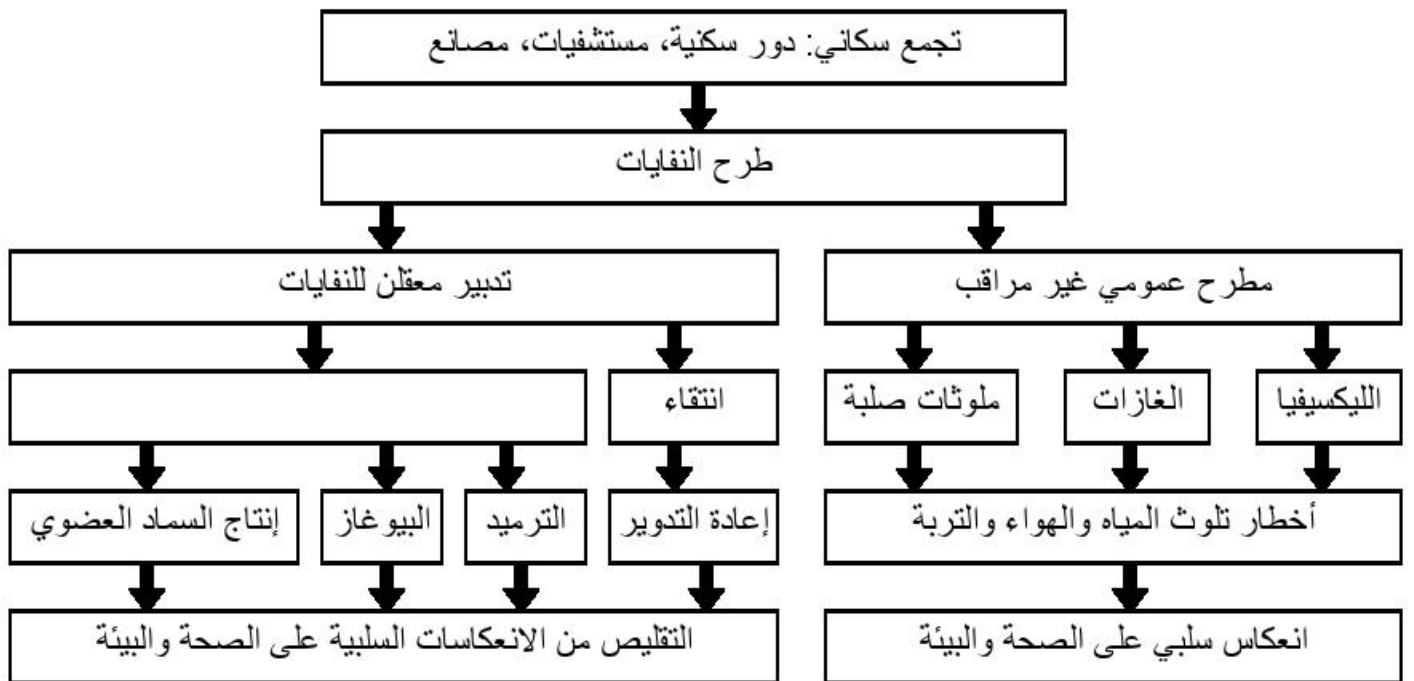 تجمع سكاني: دور سكنية، مستشفيات، مصانع
طرح النفايات
مطرح عمومي غير مراقب
تدبير معقلن للنفايات
الليكسيفيا
الغازات
ملوثات صلبة
انتقاء
أخطار تلوث المياه والهواء والتربة
إعادة التدوير
الترميد
البيوغاز
إنتاج السماد العضوي
انعكاس سلبي على الصحة والبيئة
التقليص من الانعكاسات السلبية على الصحة والبيئة